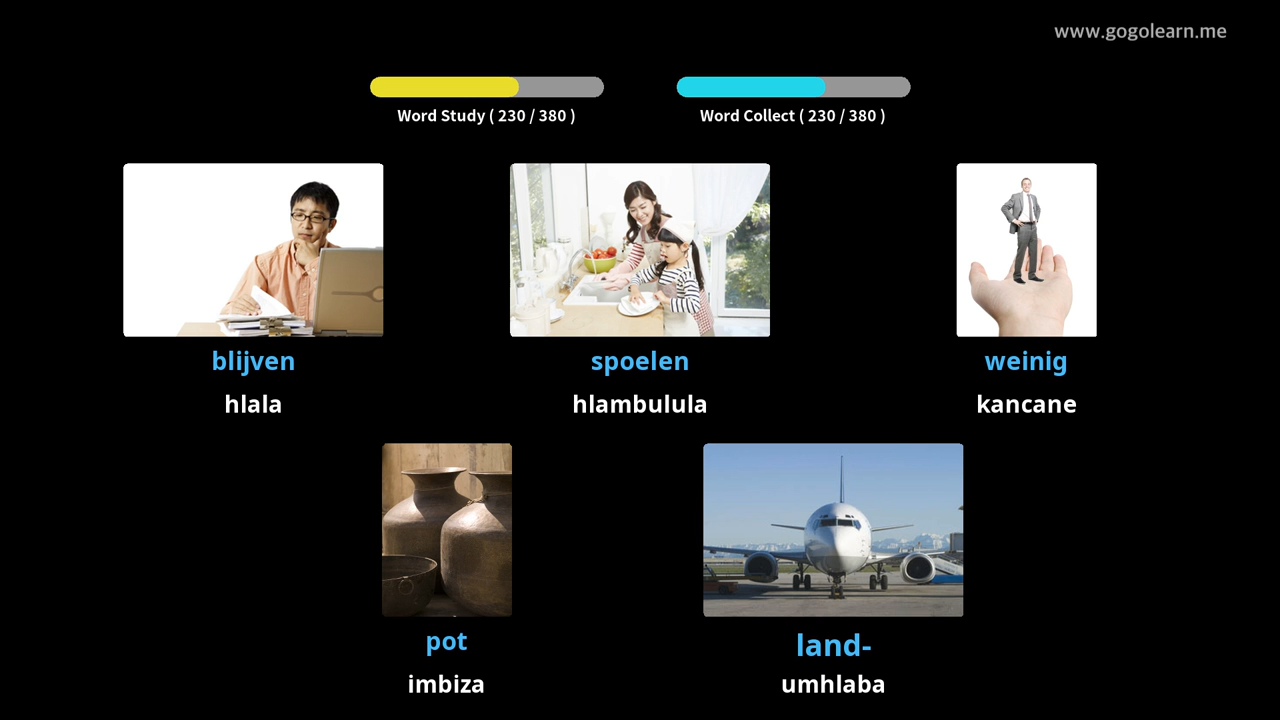 www.gogolearn.me
Word Study ( 230 / 380 )
Word Collect ( 230 / 380 )
blijven
spoelen
weinig
hlala
hlambulula
kancane
pot
land-
imbiza
umhlaba